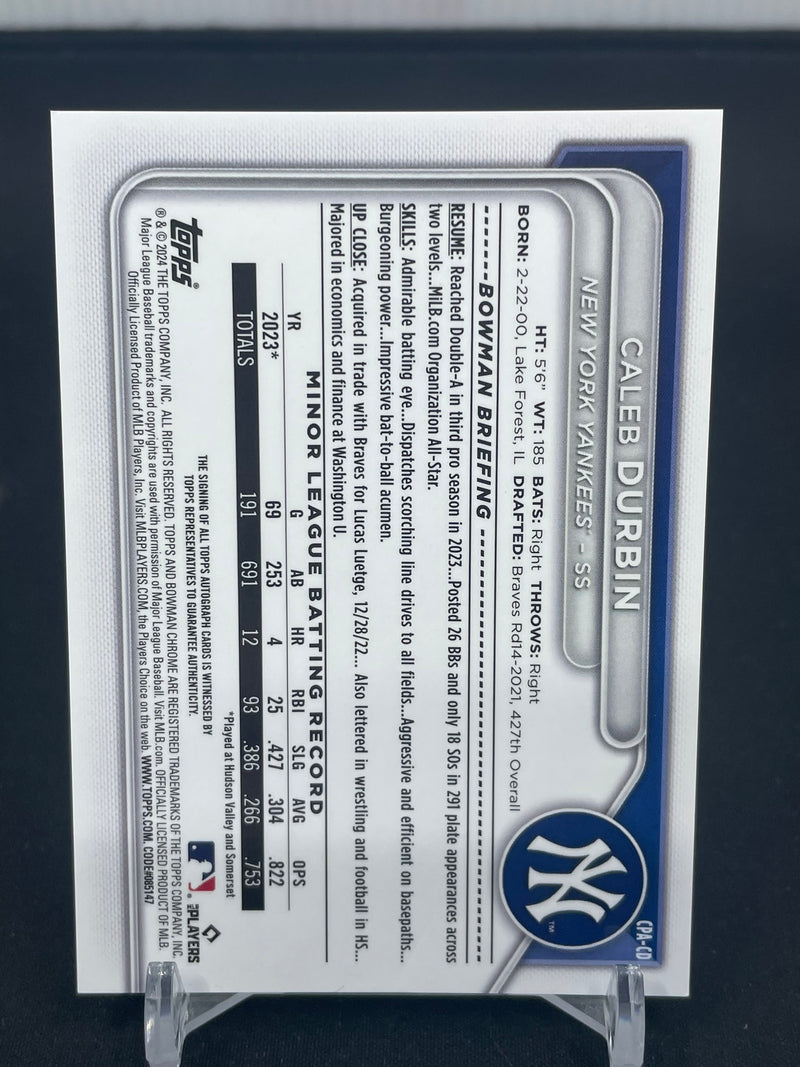 CPA-CD
CALEB DURBIN
NEW YORK YANKEES® – SS
NY™
HT: 5'6" WT: 185 BATS: Right THROWS: Right
BORN: 2-22-00, Lake Forest, IL DRAFTED: Braves Rd14-2021, 427th Overall
BOWMAN BRIEFING
RESUME: Reached Double-A in third pro season in 2023...Posted 26 BBs and only 18 SOs in 291 plate appearances across
two levels...MiLB.com Organization All-Star.
SKILLS: Admirable batting eye...Dispatches scorching line drives to all fields...Aggressive and efficient on basepaths...
Burgeoning power...Impressive bat-to-ball acumen.
UP CLOSE: Acquired in trade with Braves for Lucas Luetge, 12/28/22... Also lettered in wrestling and football in HS...
Majored in economics and finance at Washington U.
MINOR LEAGUE BATTING RECORD
YR G AB HR RBI SLG AVG OPS
2023* 69 253 4 25 .427 .304 .822
TOTALS 191 691 12 93 .386 .266 .753
*Played at Hudson Valley and Somerset
THE SIGNING OF ALL TOPPS AUTOGRAPH CARDS IS WITNESSED BY
TOPPS REPRESENTATIVES TO GUARANTEE AUTHENTICITY.
topps®
MLB PLAYERS
® & © 2024 THE TOPPS COMPANY, INC. ALL RIGHTS RESERVED. TOPPS AND BOWMAN CHROME ARE REGISTERED TRADEMARKS OF THE TOPPS COMPANY, INC.
Major League Baseball trademarks and copyrights are used with permission of Major League Baseball. Visit MLB.com. OFFICIALLY LICENSED PRODUCT OF MLB.
Officially Licensed Product of MLB Players, Inc. Visit MLBPLAYERS.COM, the Players Choice on the web. WWW.TOPPS.COM. CODE#085147